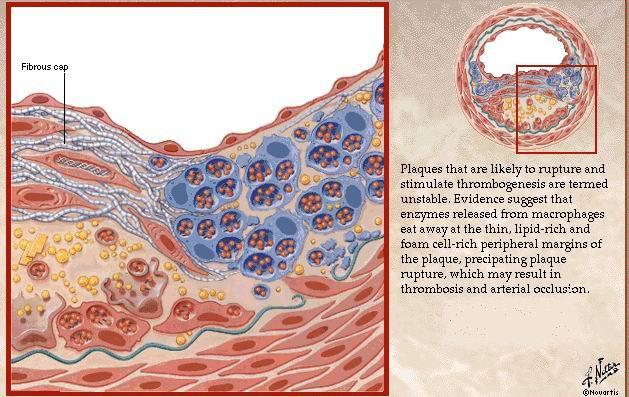 Fibrous cap
Plaques that are likely to rupture and
stimulate thrombogenesis are termed
unstable. Evidence suggest that
enzymes released from macrophages
eat away at the thin, lipid-rich and
foam cell-rich peripheral margins of
the plaque, precipating plaque
rupture, which may result in
thrombosis and arterial occlusion.
©Novartis